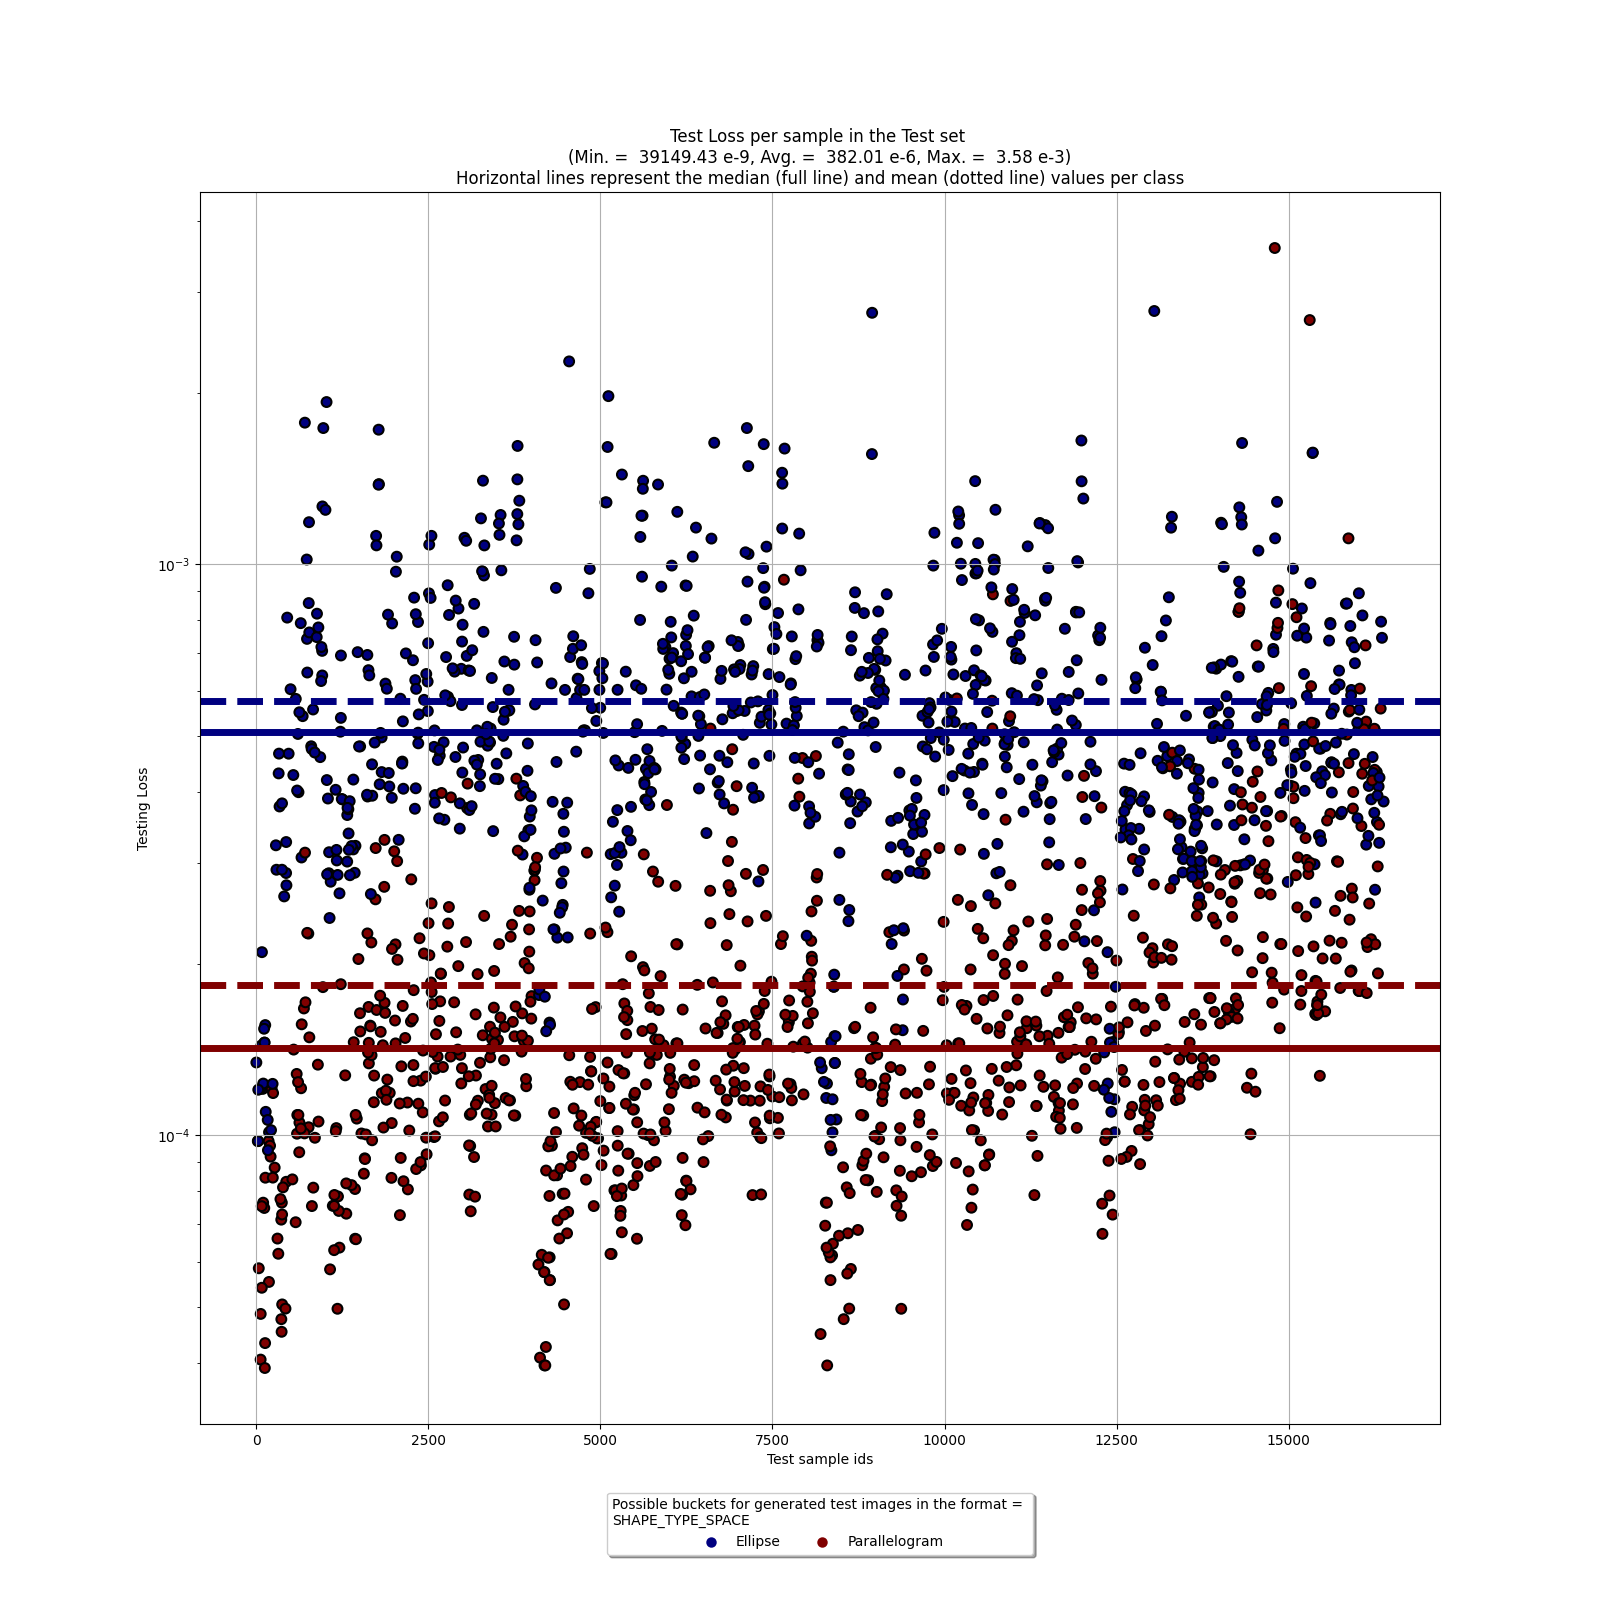 Test Loss per sample in the Test set
(Min. =  39149.43 e-9, Avg. =  382.01 e-6, Max. =  3.58 e-3)
Horizontal lines represent the median (full line) and mean (dotted line) values per class
Testing Loss
10⁻³
10⁻⁴
0 2500 5000 7500 10000 12500 15000
Test sample ids
Possible buckets for generated test images in the format =
SHAPE_TYPE_SPACE
Ellipse Parallelogram